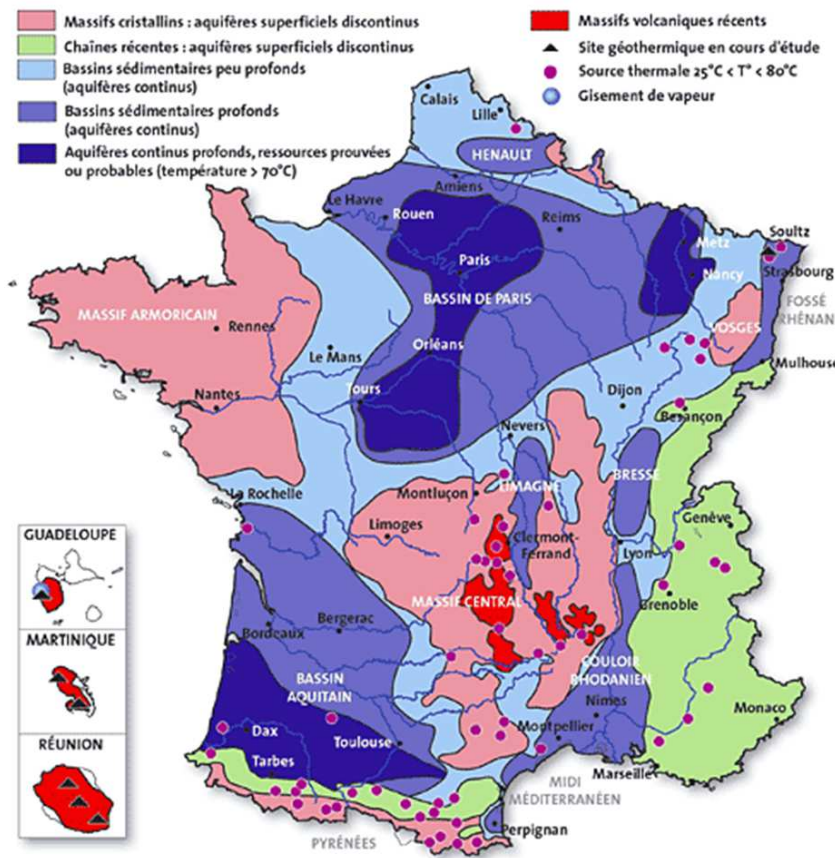 Massifs cristallins : aquifères superficiels discontinus
Chaînes récentes : aquifères superficiels discontinus
Bassins sédimentaires peu profonds
(aquifères continus)
Bassins sédimentaires profonds
(aquifères continus)
Aquifères continus profonds, ressources prouvées
ou probables (température > 70°C)
Massifs volcaniques récents
Site géothermique en cours d'étude
Source thermale 25°C < T° < 80°C
Gisement de vapeur
Calais
Lille
HENAULT
Amiens
Le Havre
Rouen
Reims
Metz
Soultz
Paris
Nancy
Strasbourg
BASSIN DE PARIS
FOSSÉ
RHÉNAN
MASSIF ARMORICAIN
Rennes
VOSGES
Le Mans
Orléans
Mulhouse
Nantes
Tours
Dijon
Besançon
Nevers
La Rochelle
Montluçon
LIMAGNE
BRESSE
Limoges
Genève
Clermont-
Ferrand
Lyon
GUADELOUPE
MASSIF CENTRAL
Grenoble
Bergerac
Bordeaux
MARTINIQUE
BASSIN
AQUITAIN
COULOIR
RHODANIEN
Nimes
Monaco
Dax
Toulouse
Montpellier
RÉUNION
Tarbes
Marseille
MIDI
MÉDITERRANÉEN
PYRÉNÉES
Perpignan